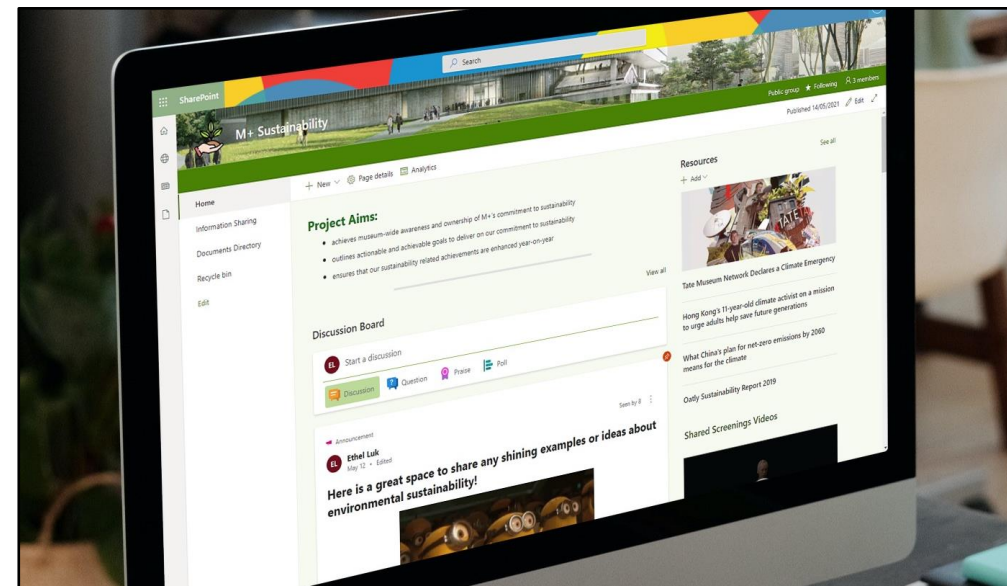 SharePoint
Search
M+ Sustainability
Public group
Following
3 members
Home
Information Sharing
Documents Directory
Recycle bin
Edit
New
Page details
Analytics
Published 14/05/2021
Edit
Project Aims:
achieves museum-wide awareness and ownership of M+'s commitment to sustainability
outlines actionable and achievable goals to deliver on our commitment to sustainability
ensures that our sustainability related achievements are enhanced year-on-year
View all
Discussion Board
EL
Start a discussion
Discussion
Question
Praise
Poll
Announcement
Seen by 8
EL
Ethel Luk
May 12 • Edited
Here is a great space to share any shining examples or ideas about
environmental sustainability!
Resources
See all
Add
TATE
Tate Museum Network Declares a Climate Emergency
Hong Kong's 11-year-old climate activist on a mission
to urge adults help save future generations
What China's plan for net-zero emissions by 2060
means for the climate
Oatly Sustainability Report 2019
Shared Screenings Videos